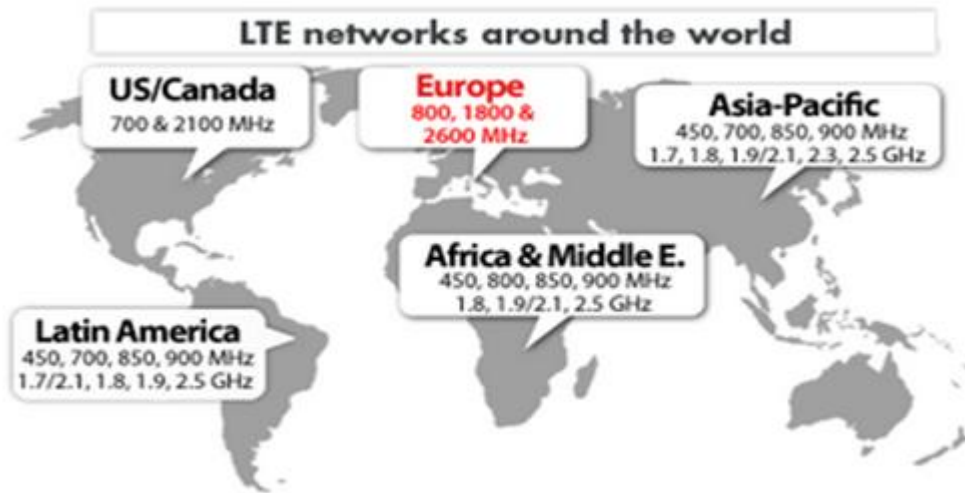 LTE networks around the world
US/Canada
700 & 2100 MHz
Europe
800, 1800 &
2600 MHz
Asia-Pacific
450, 700, 850, 900 MHz
1.7, 1.8, 1.9/2.1, 2.3, 2.5 GHz
Africa & Middle E.
450, 800, 850, 900 MHz
1.8, 1.9/2.1, 2.5 GHz
Latin America
450, 700, 850, 900 MHz
1.7/2.1, 1.8, 1.9, 2.5 GHz